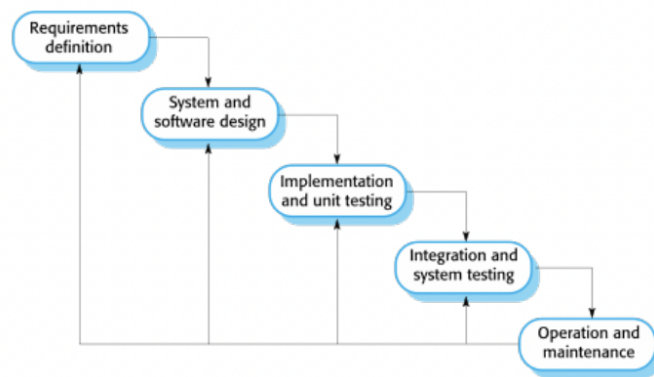 Requirements
definition
System and
software design
Implementation
and unit testing
Integration and
system testing
Operation and
maintenance